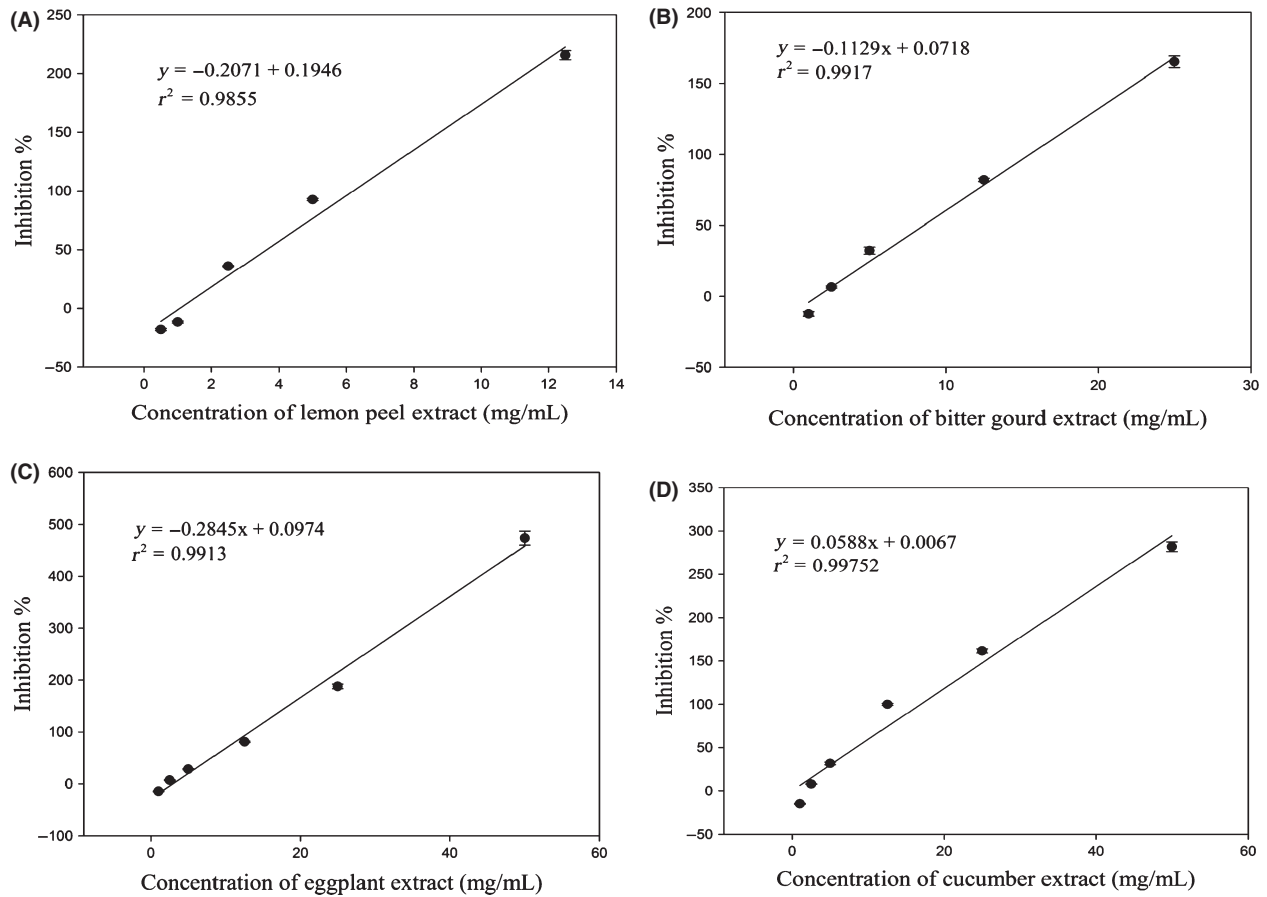 (A)
250
200
150
100
50
0
–50
Inhibition %
y = –0.2071 + 0.1946
r² = 0.9855
0 2 4 6 8 10 12 14
Concentration of lemon peel extract (mg/mL)
(B)
200
150
100
50
0
–50
Inhibition %
y = –0.1129x + 0.0718
r² = 0.9917
0 10 20 30
Concentration of bitter gourd extract (mg/mL)
(C)
600
500
400
300
200
100
0
–100
Inhibition %
y = –0.2845x + 0.0974
r² = 0.9913
0 20 40 60
Concentration of eggplant extract (mg/mL)
(D)
350
300
250
200
150
100
50
0
–50
Inhibition %
y = 0.0588x + 0.0067
r² = 0.99752
0 20 40 60
Concentration of cucumber extract (mg/mL)